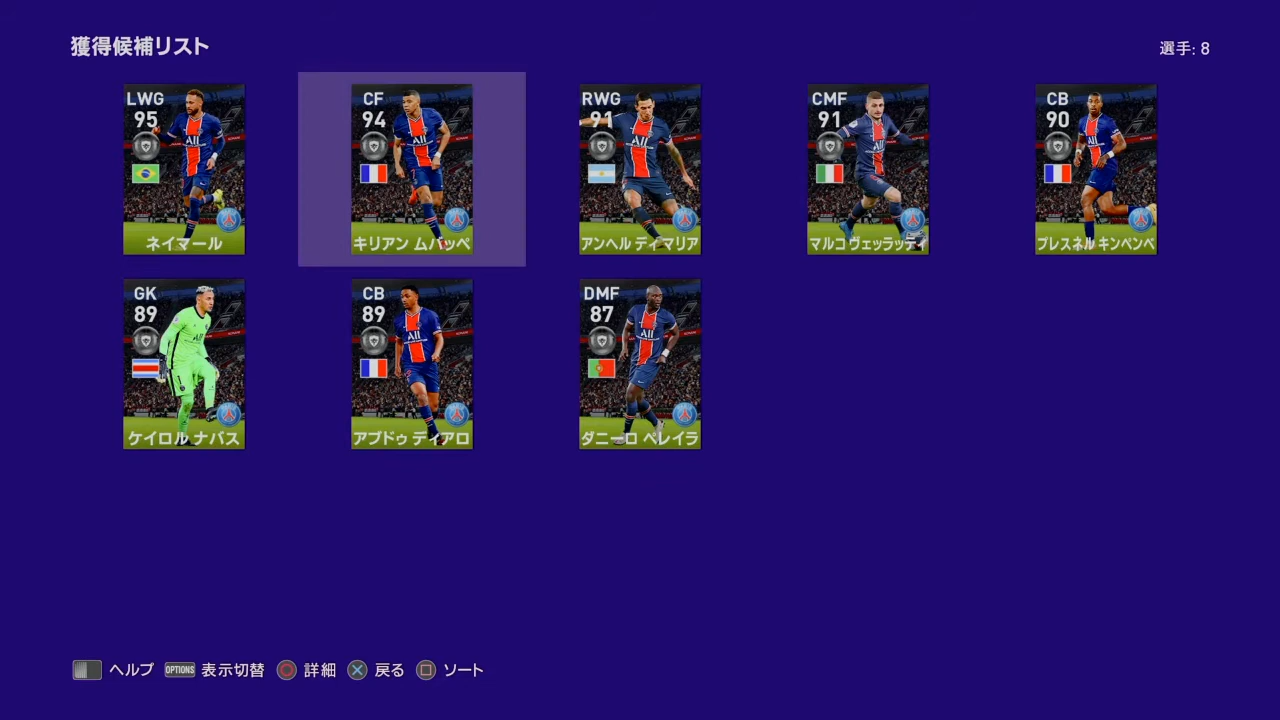 獲得候補リスト
選手: 8
LWG
95
ネイマール
CF
94
キリアン ムバッペ
RWG
91
アンヘル ディ マリア
CMF
91
マルコ ヴェッラッティ
CB
90
プレスネル キンペンベ
GK
89
ケイロル ナバス
CB
89
アブドゥ ディアロ
DMF
87
ダニーロ ペレイラ
ヘルプ OPTIONS 表示切替 詳細 戻る ソート